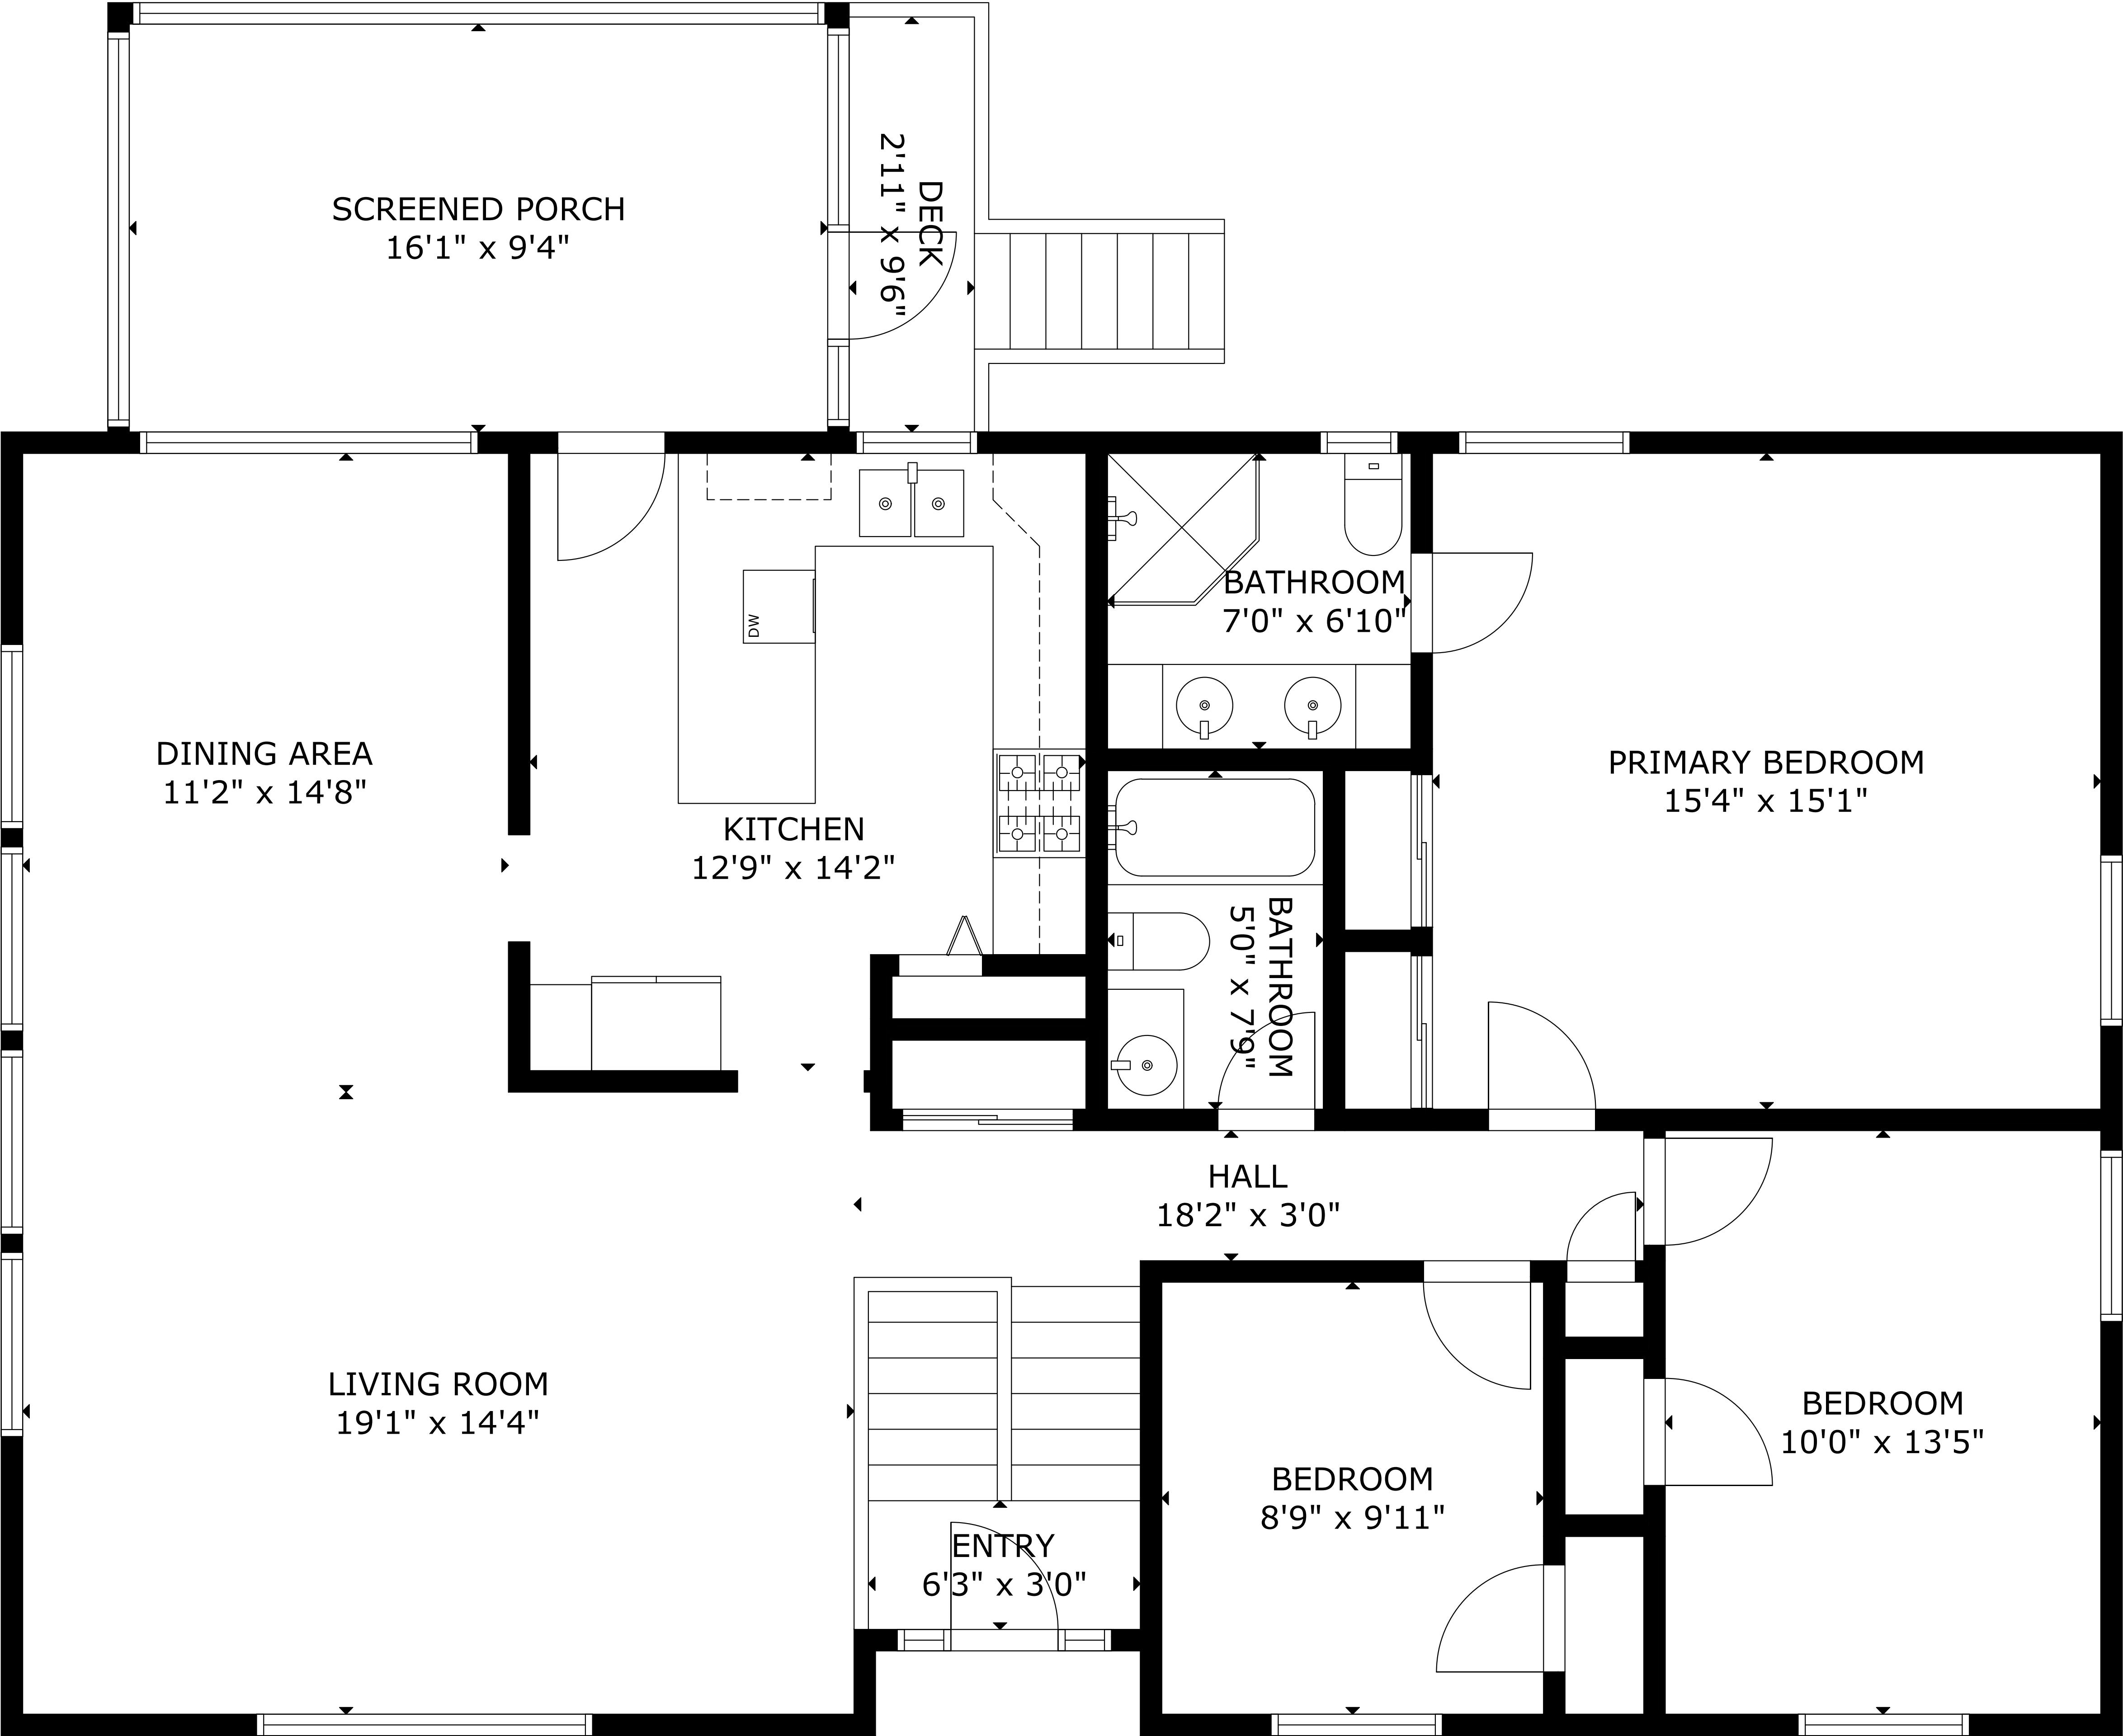 SCREENED PORCH
16'1" x 9'4"
DECK
2'11" x 9'6"
BATHROOM
7'0" x 6'10"
DW
DINING AREA
11'2" x 14'8"
PRIMARY BEDROOM
15'4" x 15'1"
KITCHEN
12'9" x 14'2"
BATHROOM
5'0" x 7'9"
HALL
18'2" x 3'0"
LIVING ROOM
19'1" x 14'4"
BEDROOM
10'0" x 13'5"
BEDROOM
8'9" x 9'11"
ENTRY
6'3" x 3'0"